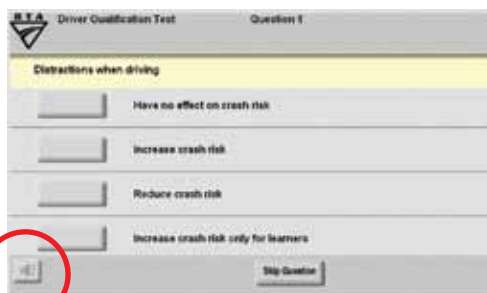 RTA Driver Qualification Test Question 1
Distractions when driving
Have no effect on crash risk
Increase crash risk
Reduce crash risk
Increase crash risk only for learners
Skip Question